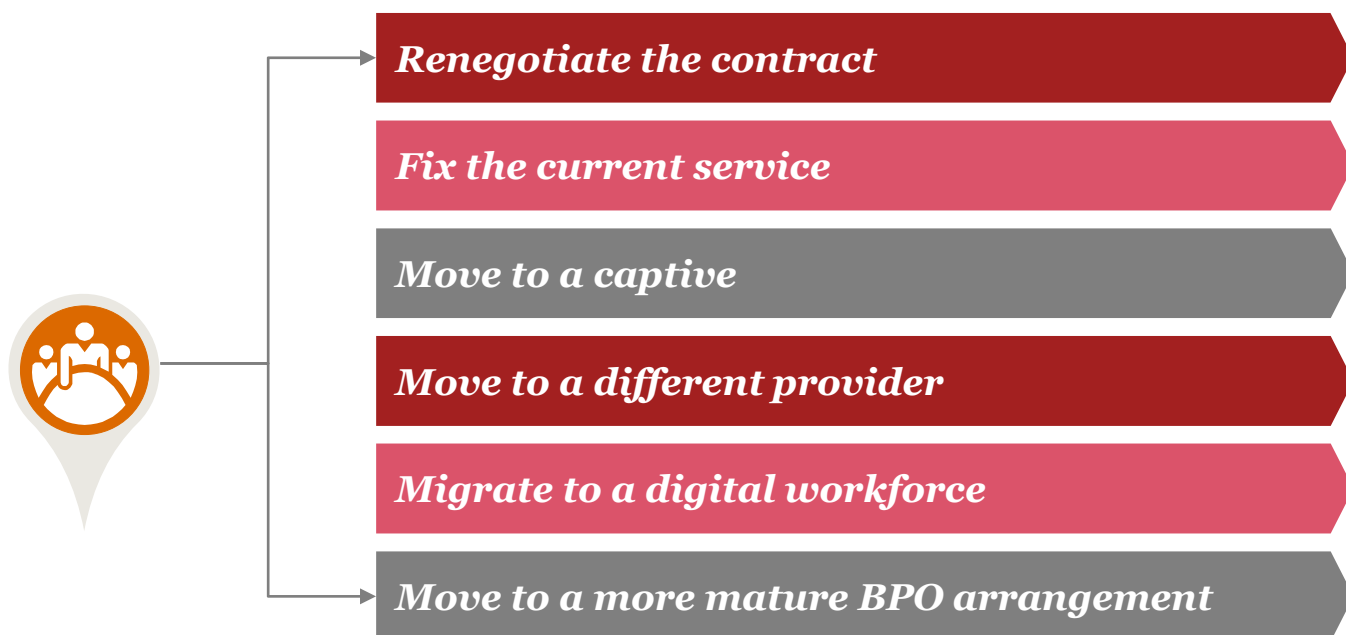 Renegotiate the contract
Fix the current service
Move to a captive
Move to a different provider
Migrate to a digital workforce
Move to a more mature BPO arrangement